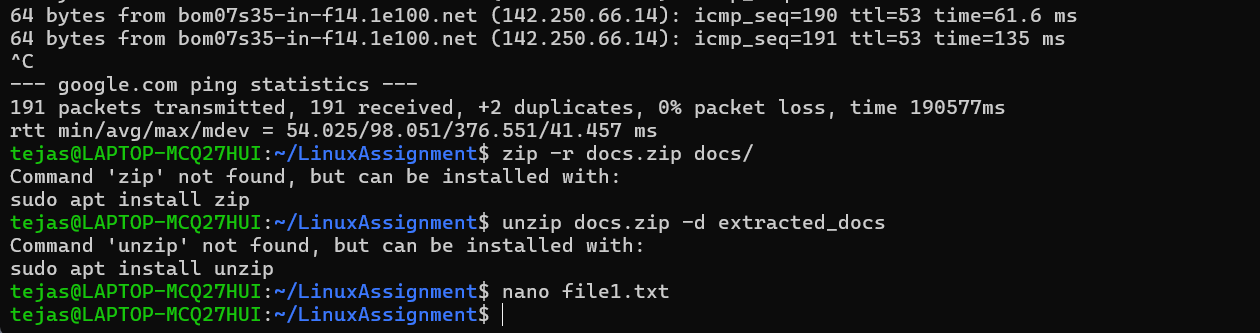 64 bytes from bom07s35-in-f14.1e100.net (142.250.66.14): icmp_seq=190 ttl=53 time=61.6 ms
64 bytes from bom07s35-in-f14.1e100.net (142.250.66.14): icmp_seq=191 ttl=53 time=135 ms
^C
--- google.com ping statistics ---
191 packets transmitted, 191 received, +2 duplicates, 0% packet loss, time 190577ms
rtt min/avg/max/mdev = 54.025/98.051/376.551/41.457 ms
tejas@LAPTOP-MCQ27HUI:~/LinuxAssignment$ zip -r docs.zip docs/
Command 'zip' not found, but can be installed with:
sudo apt install zip
tejas@LAPTOP-MCQ27HUI:~/LinuxAssignment$ unzip docs.zip -d extracted_docs
Command 'unzip' not found, but can be installed with:
sudo apt install unzip
tejas@LAPTOP-MCQ27HUI:~/LinuxAssignment$ nano file1.txt
tejas@LAPTOP-MCQ27HUI:~/LinuxAssignment$